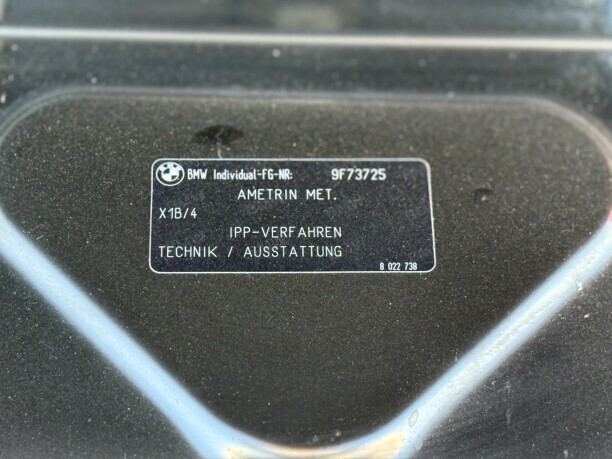 BMW Individual-FG-NR: 9F73725
AMETRIN MET.
X1B/4
IPP-VERFAHREN
TECHNIK / AUSSTATTUNG
8 022 738